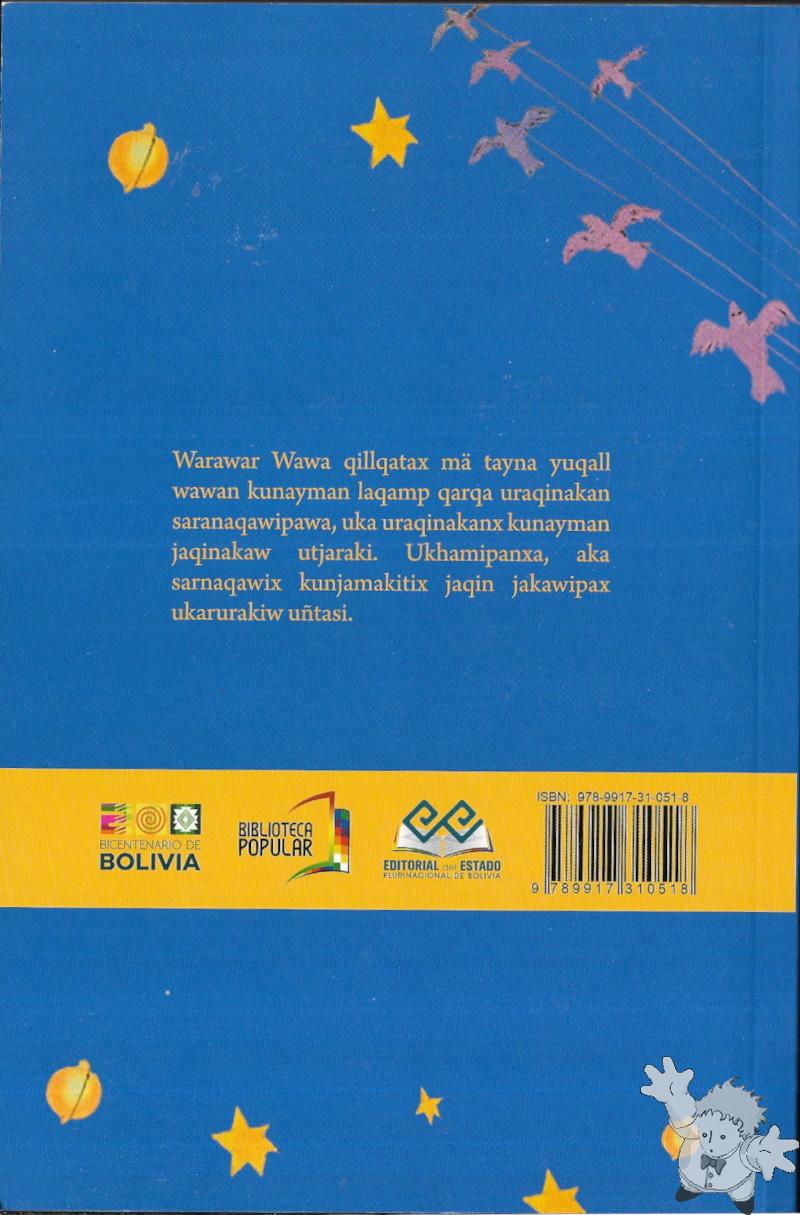 Warawar Wawa qillqatax mä tayna yuqall
wawan kunayman laqamp qarqa uraqinakan
saranaqawipawa, uka uraqinakanx kunayman
jaqinakaw utjaraki. Ukhamipanxa, aka
sarnaqawix kunjamakitix jaqin jakawipax
ukarurakiw uñtasi.
BICENTENARIO DE
BOLIVIA
BIBLIOTECA
POPULAR
EDITORIAL del ESTADO
PLURINACIONAL DE BOLIVIA
ISBN: 978-9917-31-051-8
9 789917 310518